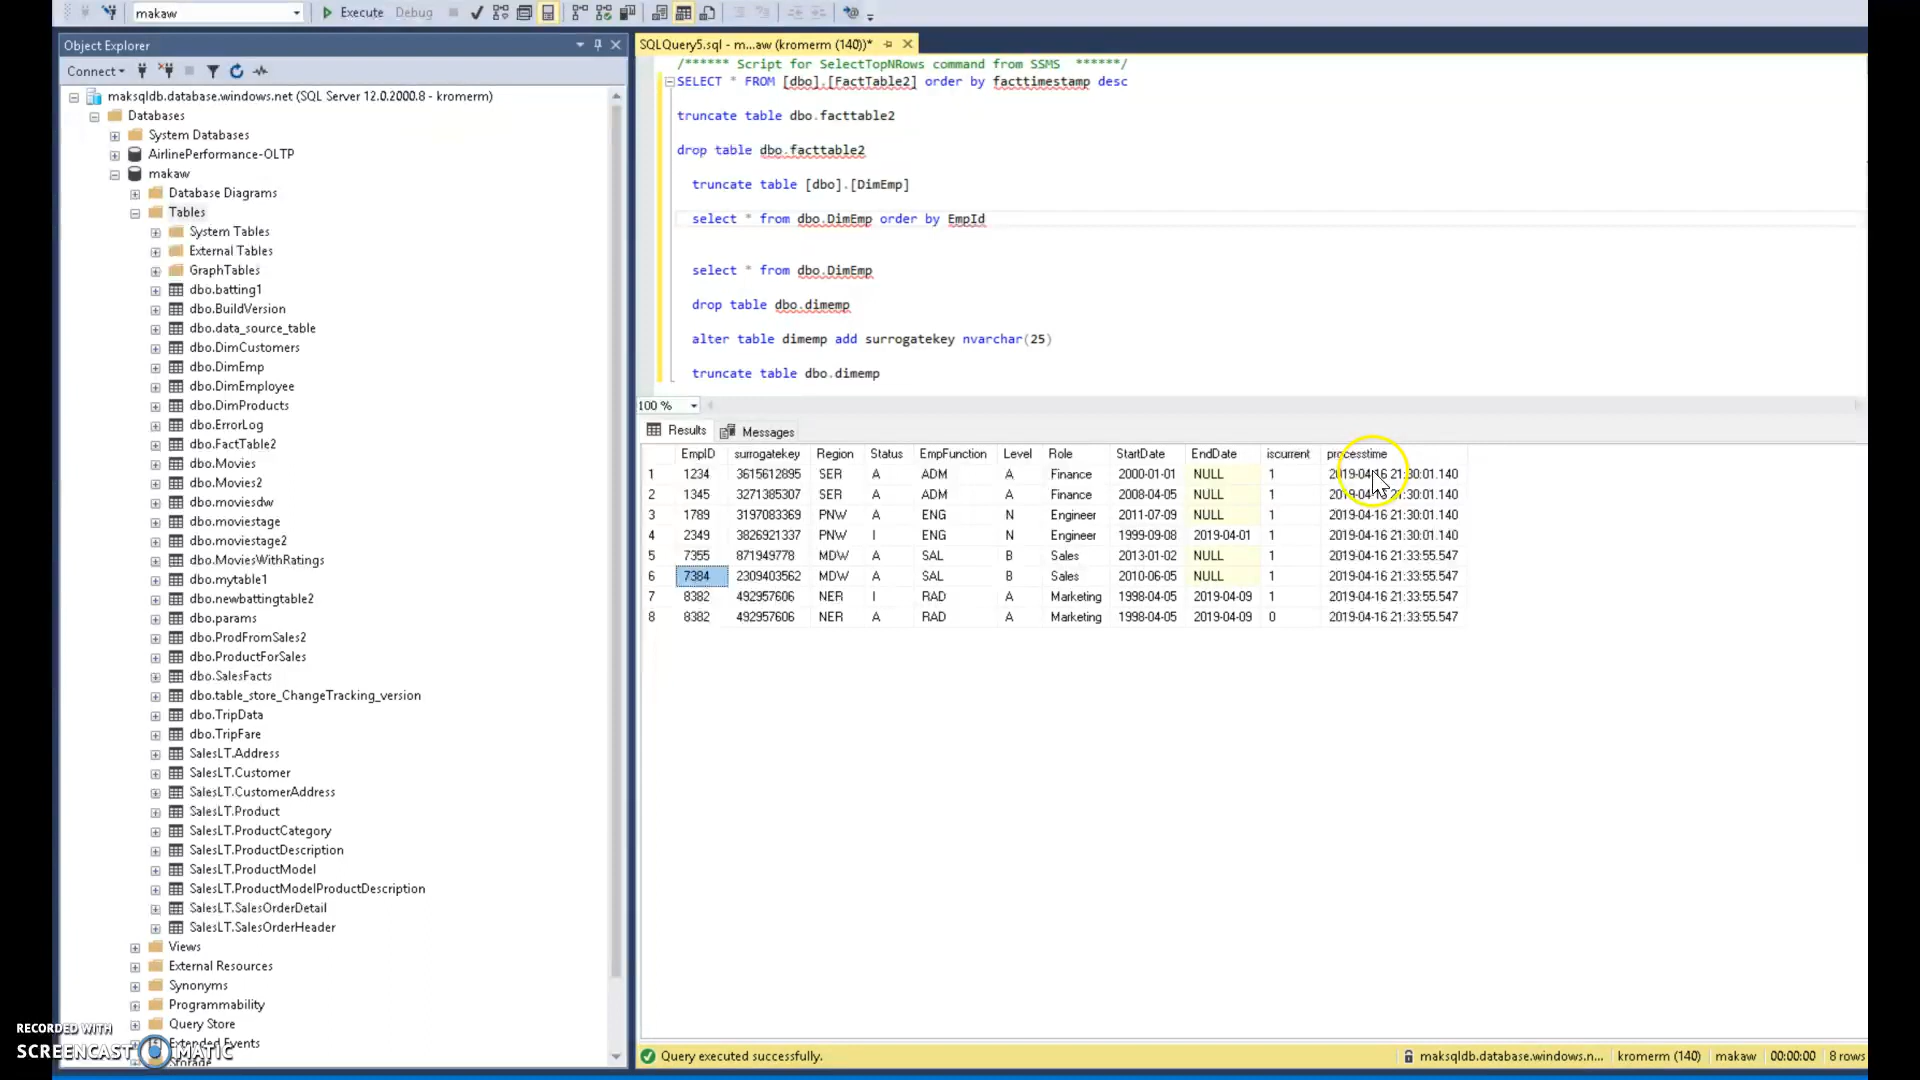 makaw
Execute
Debug
Object Explorer
Connect
maksqldb.database.windows.net (SQL Server 12.0.2000.8 - kromerm)
Databases
System Databases
AirlinePerformance-OLTP
makaw
Database Diagrams
Tables
System Tables
External Tables
GraphTables
dbo.batting1
dbo.BuildVersion
dbo.data_source_table
dbo.DimCustomers
dbo.DimEmp
dbo.DimEmployee
dbo.DimProducts
dbo.ErrorLog
dbo.FactTable2
dbo.Movies
dbo.Movies2
dbo.moviesdw
dbo.moviestage
dbo.moviestage2
dbo.MoviesWithRatings
dbo.mytable1
dbo.newbattingtable2
dbo.params
dbo.ProdFromSales2
dbo.ProductForSales
dbo.SalesFacts
dbo.table_store_ChangeTracking_version
dbo.TripData
dbo.TripFare
SalesLT.Address
SalesLT.Customer
SalesLT.CustomerAddress
SalesLT.Product
SalesLT.ProductCategory
SalesLT.ProductDescription
SalesLT.ProductModel
SalesLT.ProductModelProductDescription
SalesLT.SalesOrderDetail
SalesLT.SalesOrderHeader
Views
External Resources
Synonyms
Programmability
Query Store
Extended Events
Storage
RECORDED WITH
SCREENCAST MATIC
SQLQuery5.sql - m...aw (kromerm (140))*
/****** Script for SelectTopNRows command from SSMS ******/
SELECT * FROM [dbo].[FactTable2] order by facttimestamp desc
truncate table dbo.facttable2
drop table dbo.facttable2
truncate table [dbo].[DimEmp]
select * from dbo.DimEmp order by EmpId
select * from dbo.DimEmp
drop table dbo.dimemp
alter table dimemp add surrogatekey nvarchar(25)
truncate table dbo.dimemp
100 %
Results Messages
EmpID surrogatekey Region Status EmpFunction Level Role StartDate EndDate iscurrent processtime
1 1234 3615612895 SER A ADM A Finance 2000-01-01 NULL 1 2019-04-16 21:30:01.140
2 1345 3271385307 SER A ADM A Finance 2008-04-05 NULL 1 2019-04-16 21:30:01.140
3 1789 3197083369 PNW A ENG N Engineer 2011-07-09 NULL 1 2019-04-16 21:30:01.140
4 2349 3826921337 PNW I ENG N Engineer 1999-09-08 2019-04-01 1 2019-04-16 21:30:01.140
5 7355 871949778 MDW A SAL B Sales 2013-01-02 NULL 1 2019-04-16 21:33:55.547
6 7384 2309403562 MDW A SAL B Sales 2010-06-05 NULL 1 2019-04-16 21:33:55.547
7 8382 492957606 NER I RAD A Marketing 1998-04-05 2019-04-09 1 2019-04-16 21:33:55.547
8 8382 492957606 NER A RAD A Marketing 1998-04-05 2019-04-09 0 2019-04-16 21:33:55.547
Query executed successfully.
maksqldb.database.windows.n... kromerm (140) makaw 00:00:00 8 rows